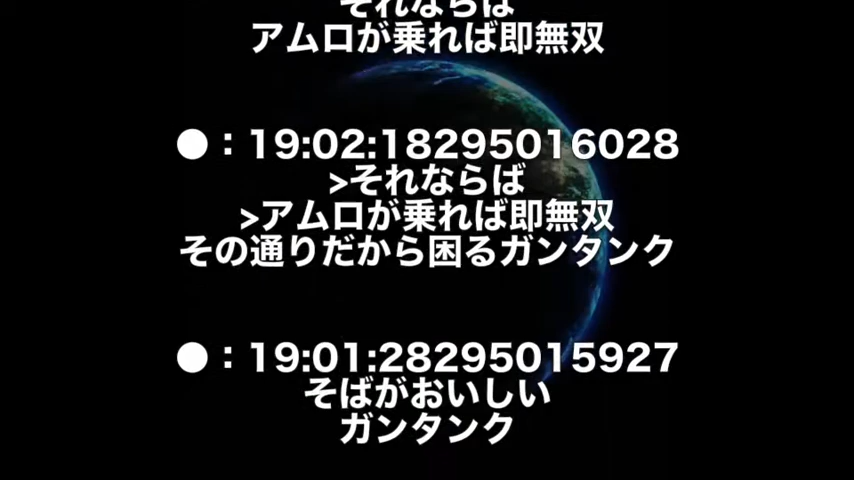 それならば
アムロが乗れば即無双
●：19:02:18295016028
>それならば
>アムロが乗れば即無双
その通りだから困るガンタンク
●：19:01:28295015927
そばがおいしい
ガンタンク